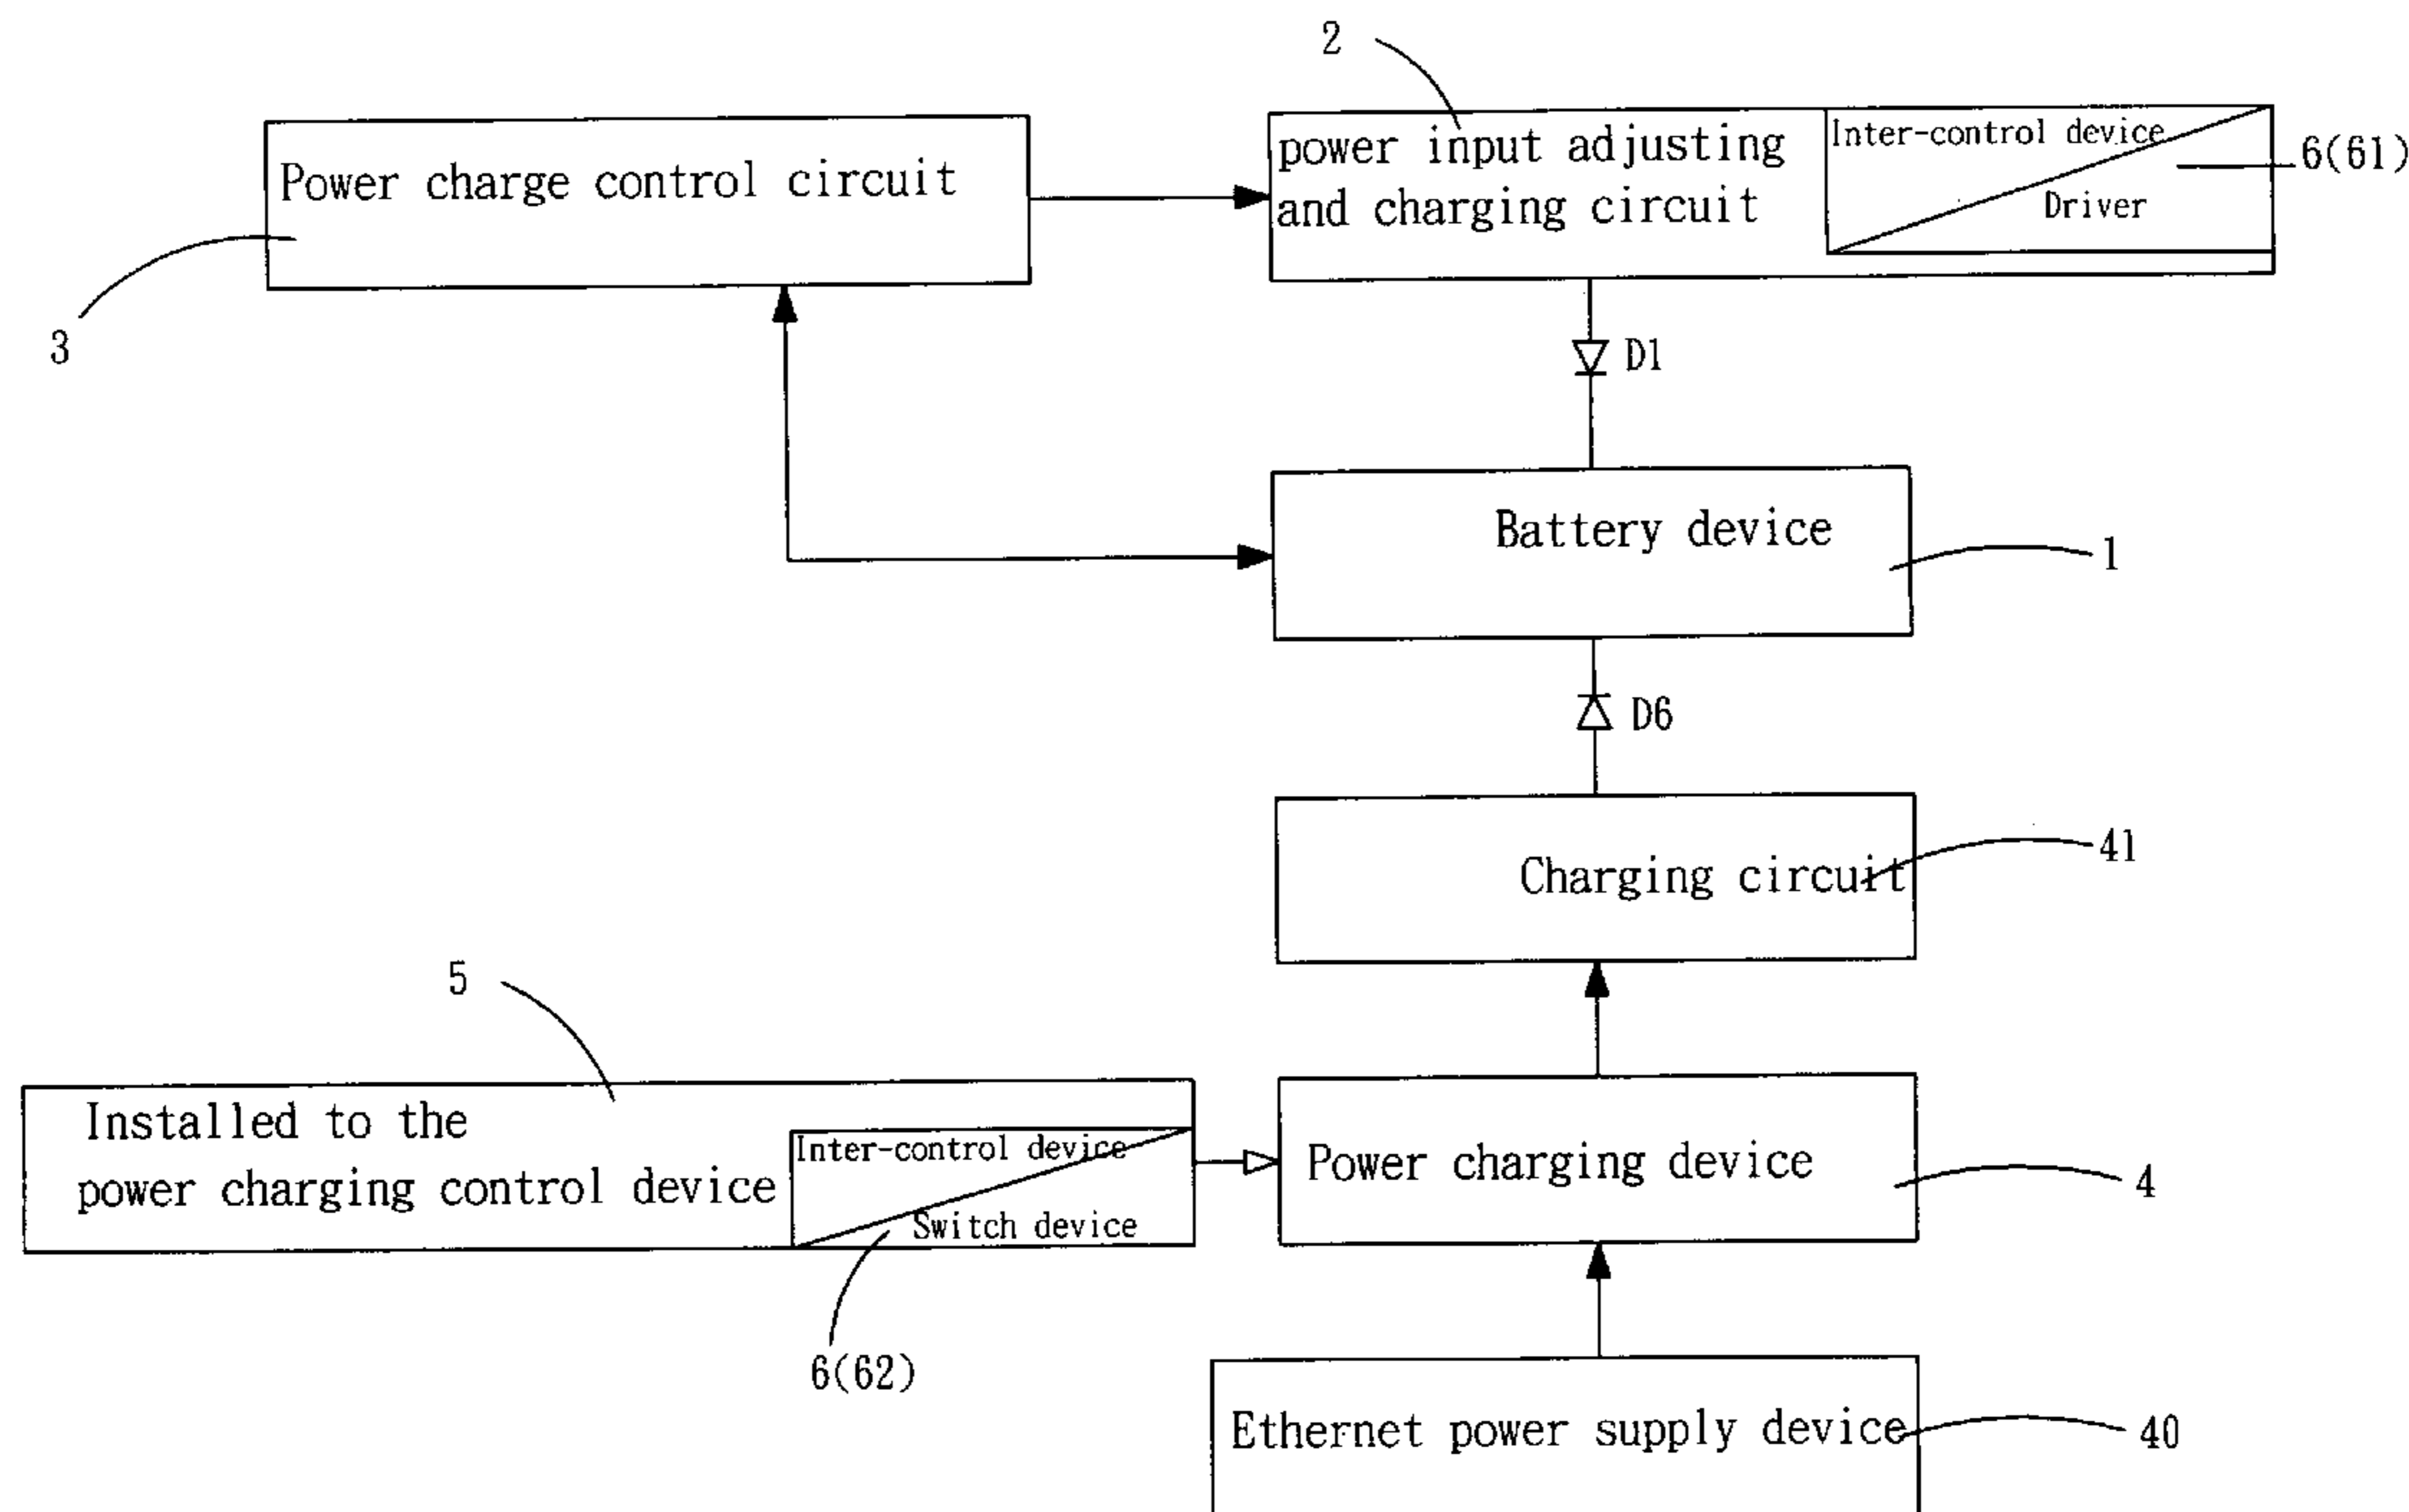 2
Power charge control circuit
power input adjusting
and charging circuit
Inter-control device
Driver
6(61)
3
D1
Battery device
1
D6
Charging circuit
41
5
Installed to the
power charging control device
Inter-control device
Switch device
6(62)
Power charging device
4
Ethernet power supply device
40